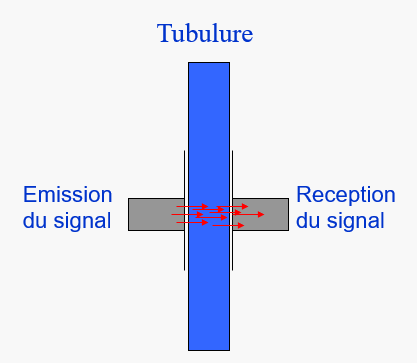 Tubulure
Emission
du signal
Reception
du signal